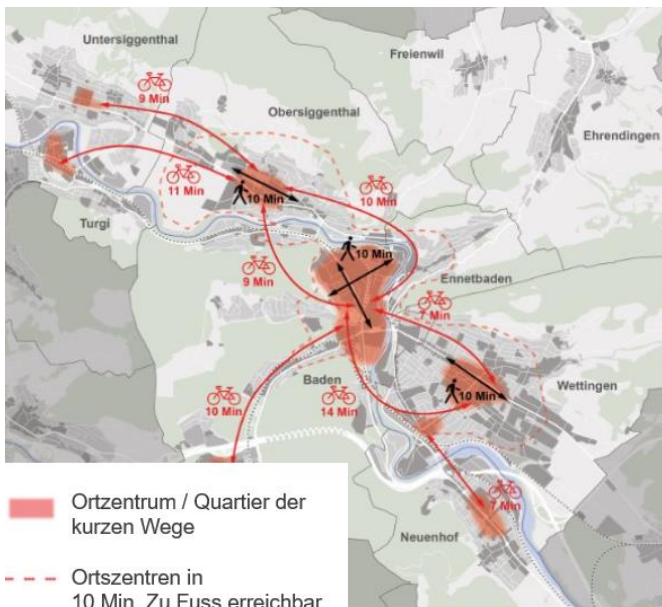 Untersiggenthal
Freienwil
9 Min
Obersiggenthal
Ehrendingen
11 Min
10 Min
10 Min
Turgi
10 Min
9 Min
Ennetbaden
7 Min
Baden
Wettingen
10 Min
10 Min
14 Min
7 Min
Neuenhof
Ortzentrum / Quartier der
kurzen Wege
Ortszentren in
10 Min. Zu Fuss erreichbar